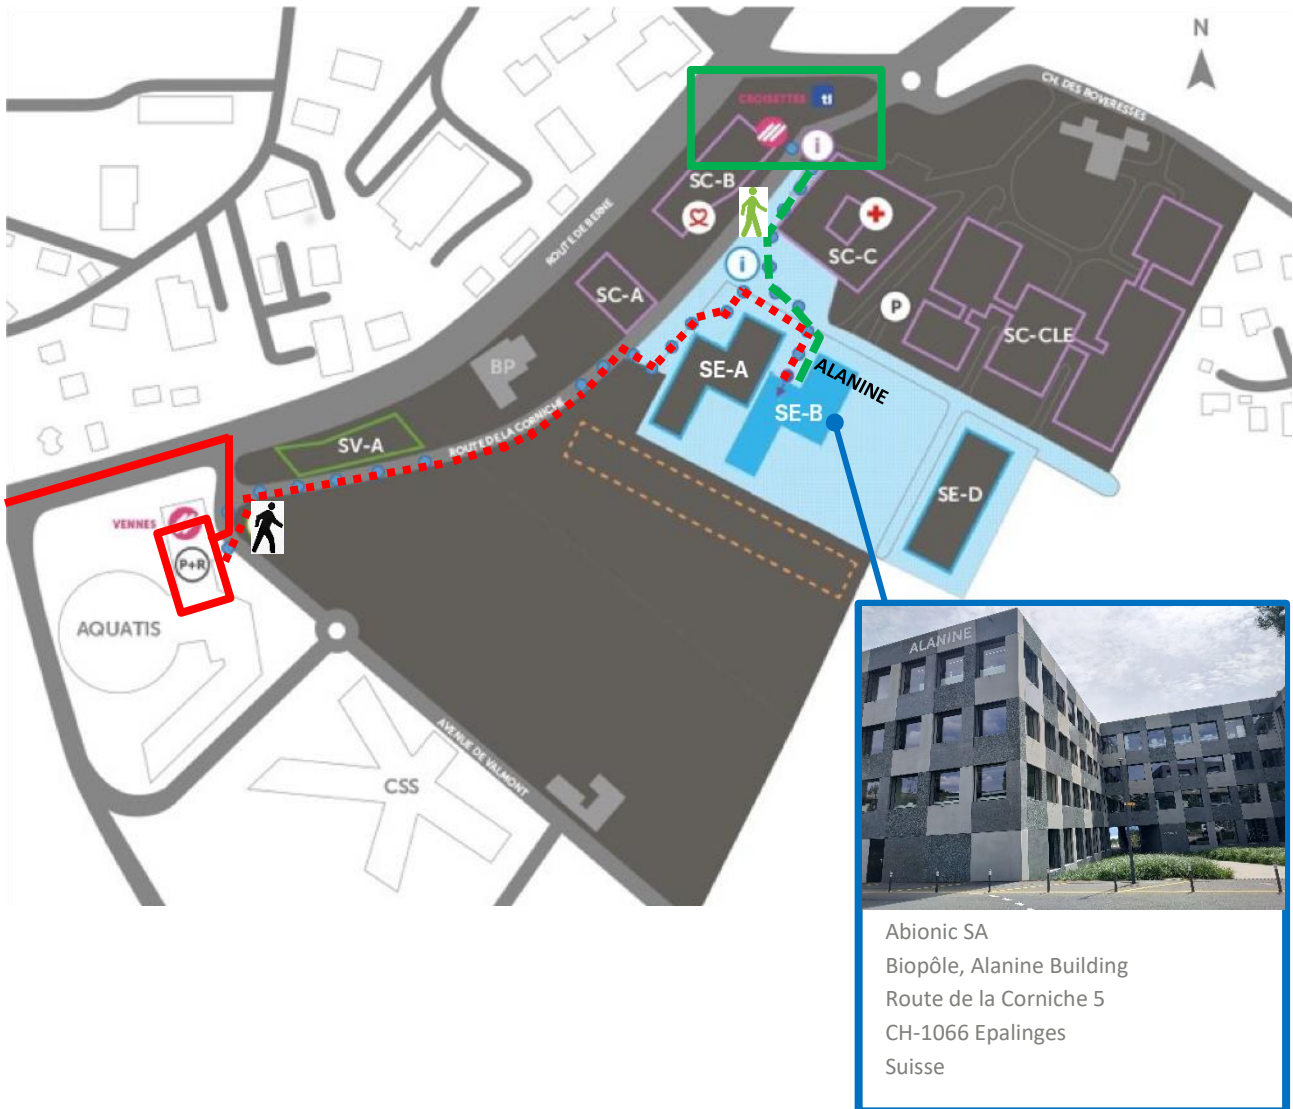 N
CH. DES BOVERESSES
CROISETTES tl
i
SC-B
SC-C
ROUTE DE BERNE
i
SC-A
P
SC-CLE
BP
SE-A
ALANINE
SE-B
ROUTE DE LA CORNICHE
SV-A
SE-D
VENNES
P+R
AQUATIS
AVENUE DE VALMONT
CSS
ALANINE
Abionic SA
Biopôle, Alanine Building
Route de la Corniche 5
CH-1066 Epalinges
Suisse